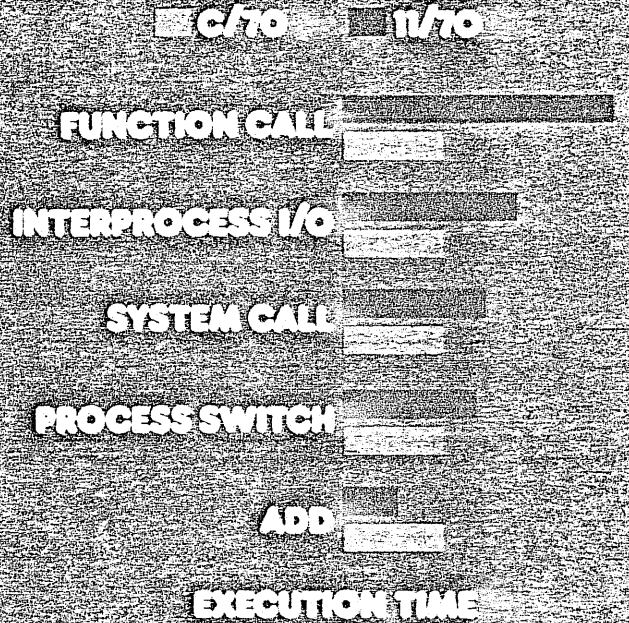 C/70 11/70
FUNCTION CALL
INTERPROCESS I/O
SYSTEM CALL
PROCESS SWITCH
ADD
EXECUTION TIME